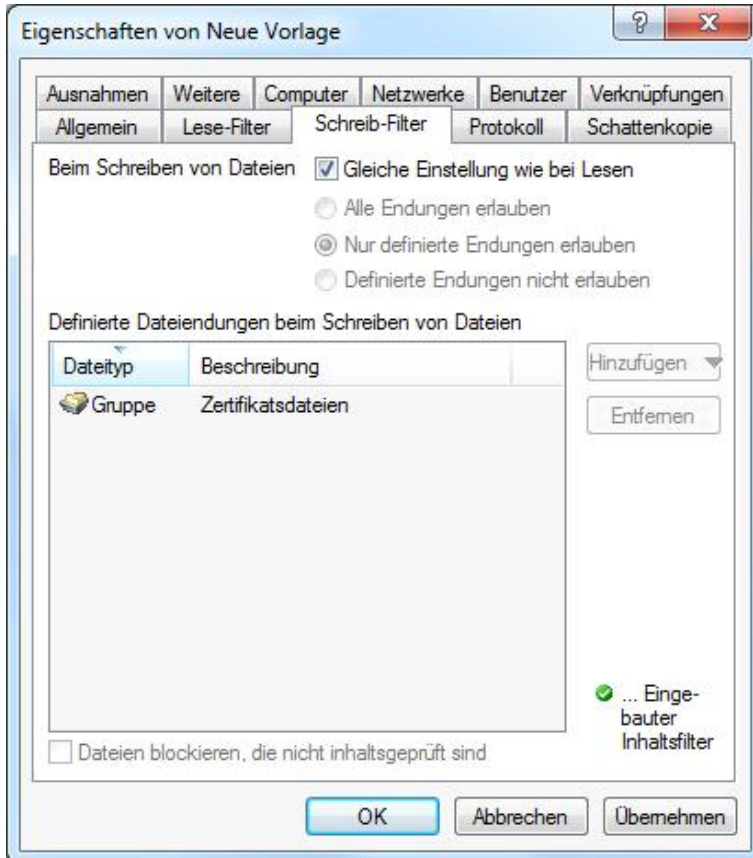 Eigenschaften von Neue Vorlage
Ausnahmen Weitere Computer Netzwerke Benutzer Verknüpfungen
Allgemein Lese-Filter Schreib-Filter Protokoll Schattenkopie
Beim Schreiben von Dateien Gleiche Einstellung wie bei Lesen
Alle Endungen erlauben
Nur definierte Endungen erlauben
Definierte Endungen nicht erlauben
Definierte Dateiendungen beim Schreiben von Dateien
Dateityp Beschreibung
Hinzufügen
Gruppe Zertifikatsdateien
Entfernen
... Einge-
bauter
Inhaltsfilter
Dateien blockieren, die nicht inhaltsgeprüft sind
OK Abbrechen Übernehmen